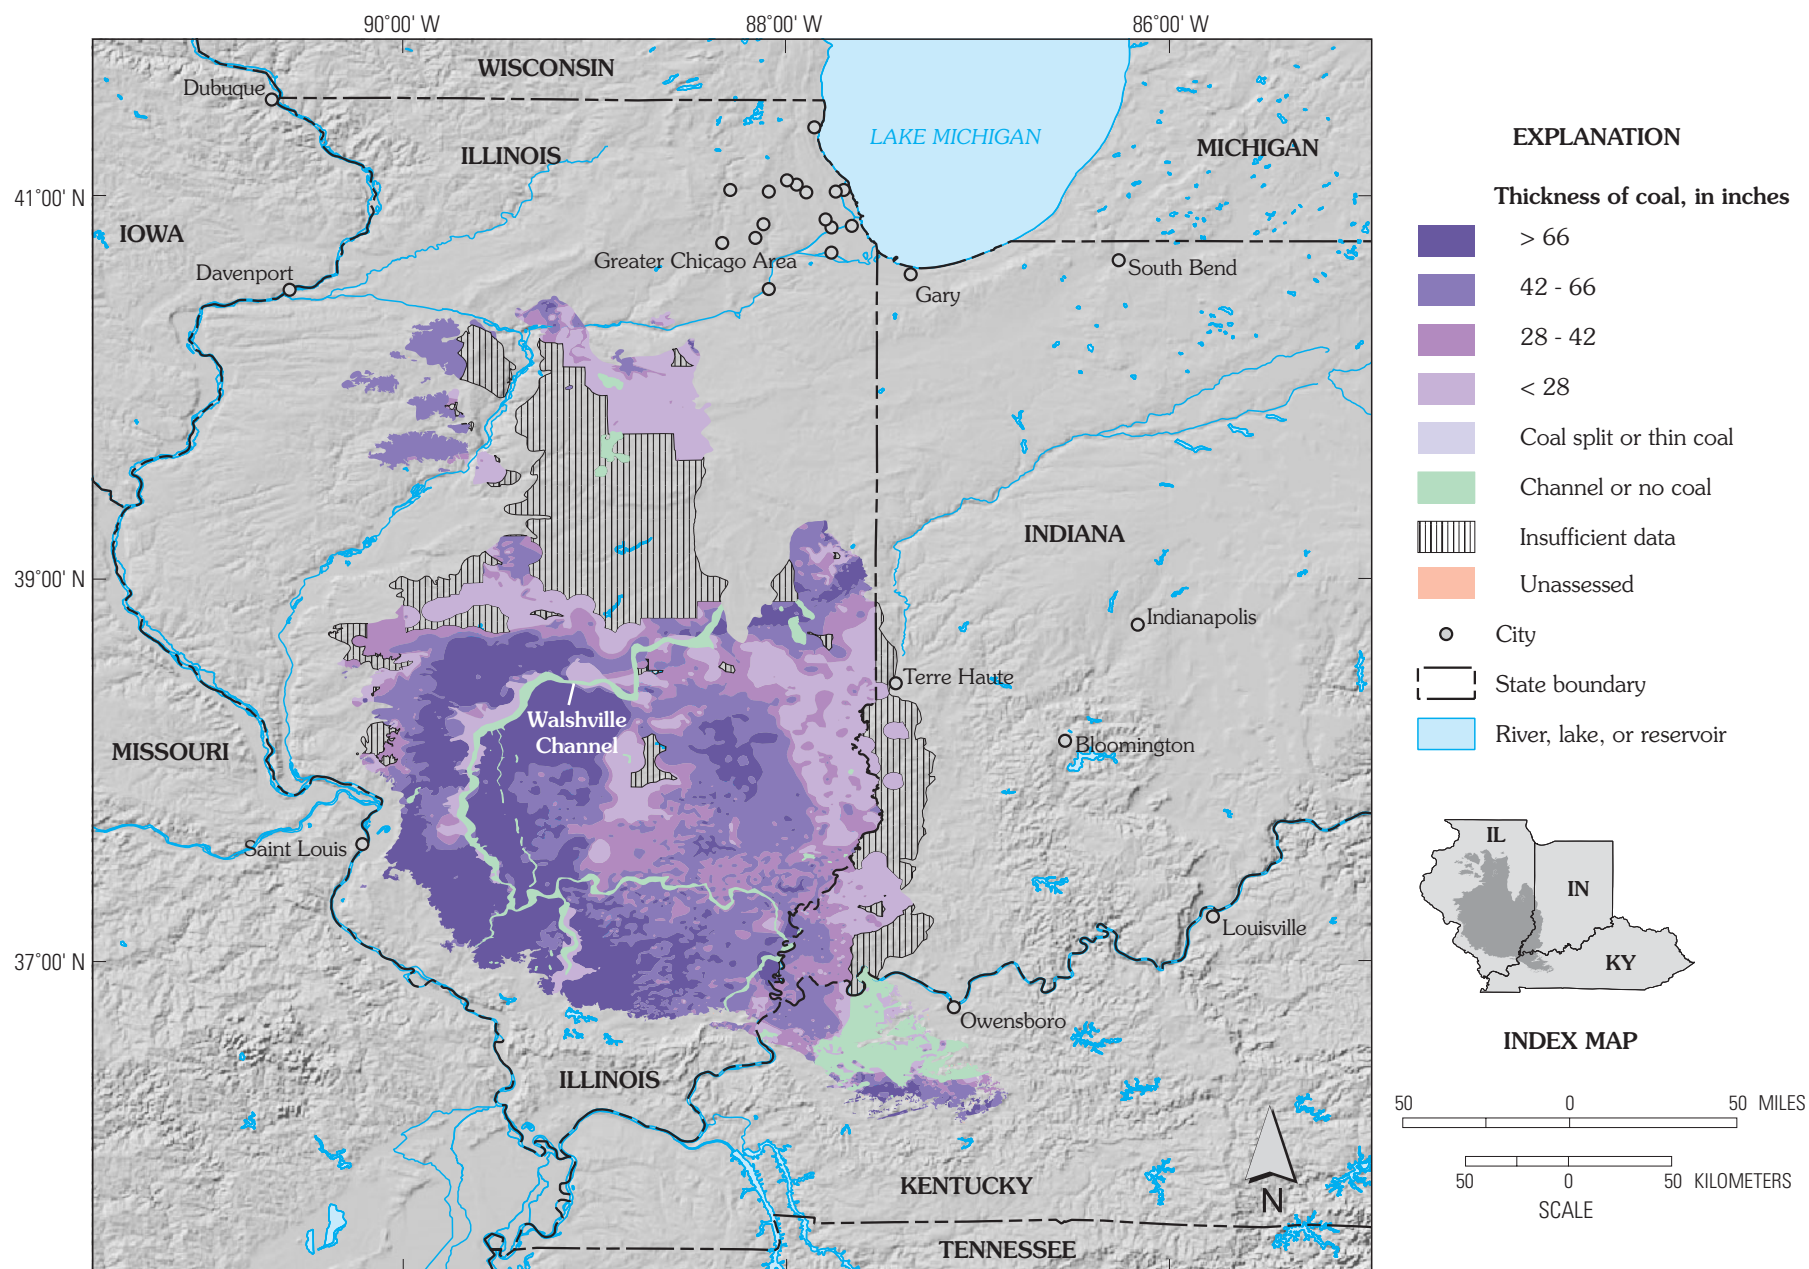 90°00' W
88°00' W
86°00' W
41°00' N
39°00' N
37°00' N
WISCONSIN
Dubuque
ILLINOIS
LAKE MICHIGAN
MICHIGAN
IOWA
Davenport
Greater Chicago Area
Gary
South Bend
INDIANA
Indianapolis
Terre Haute
Walshville
Channel
MISSOURI
Bloomington
Saint Louis
Louisville
Owensboro
ILLINOIS
KENTUCKY
TENNESSEE
N
EXPLANATION
Thickness of coal, in inches
> 66
42 - 66
28 - 42
< 28
Coal split or thin coal
Channel or no coal
Insufficient data
Unassessed
City
State boundary
River, lake, or reservoir
IL
IN
KY
INDEX MAP
50 0 50 MILES
50 0 50 KILOMETERS
SCALE